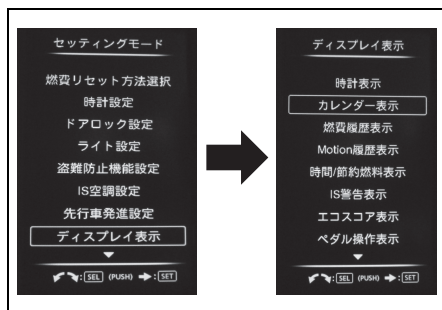 セッティングモード
燃費リセット方法選択
時計設定
ドアロック設定
ライト設定
盗難防止機能設定
IS空調設定
先行車発進設定
ディスプレイ表示
:SEL (PUSH) :SET
ディスプレイ表示
時計表示
カレンダー表示
燃費履歴表示
Motion履歴表示
時間/節約燃料表示
IS警告表示
エコスコア表示
ペダル操作表示
:SEL (PUSH) :SET